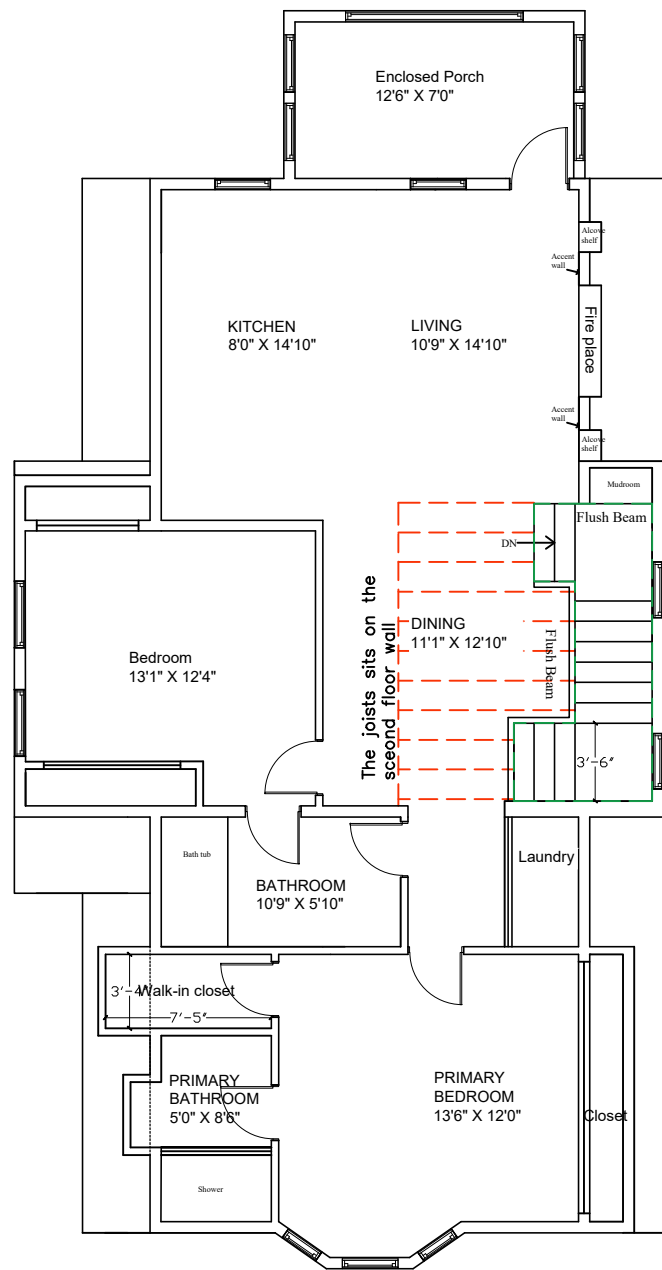 Enclosed Porch
12'6" X 7'0"
Alcove
shelf
Accent
wall
KITCHEN
8'0" X 14'10"
LIVING
10'9" X 14'10"
Fire place
Accent
wall
Alcove
shelf
Mudroom
Flush Beam
DN
DINING
11'1" X 12'10"
Flush Beam
The joists sits on the
sceond floor wall
Bedroom
13'1" X 12'4"
3'-6"
Bath tub
BATHROOM
10'9" X 5'10"
Laundry
3'-4"
Walk-in closet
7'-5"
PRIMARY
BATHROOM
5'0" X 8'6"
PRIMARY
BEDROOM
13'6" X 12'0"
Closet
Shower